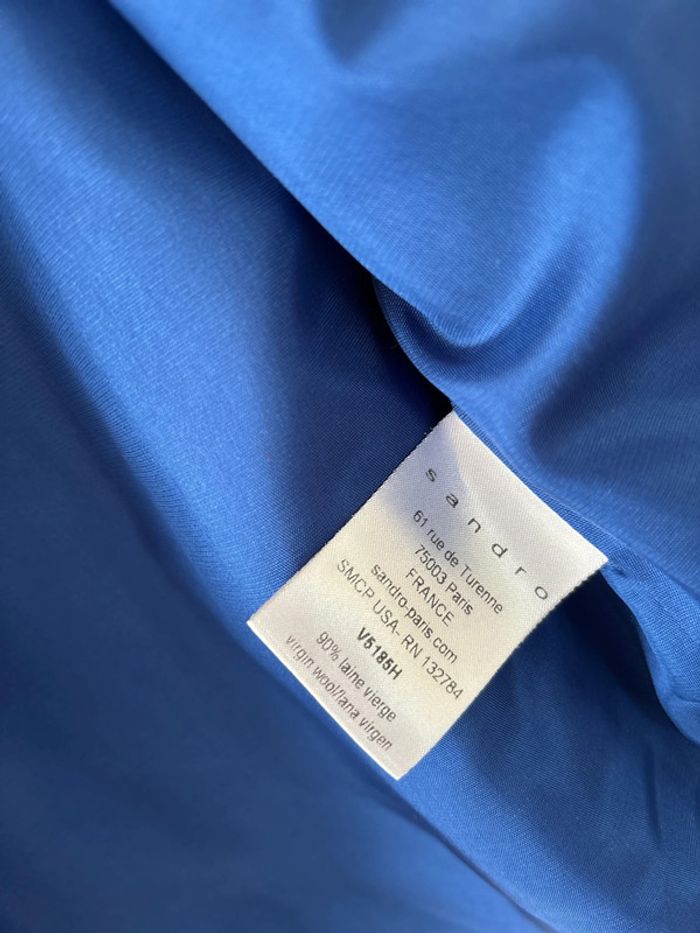 sandro
61 rue de Turenne
75003 Paris
FRANCE
sandro-paris.com
SMCP USA- RN 132784
V5185H
90% laine vierge
virgin wool/lana virgen